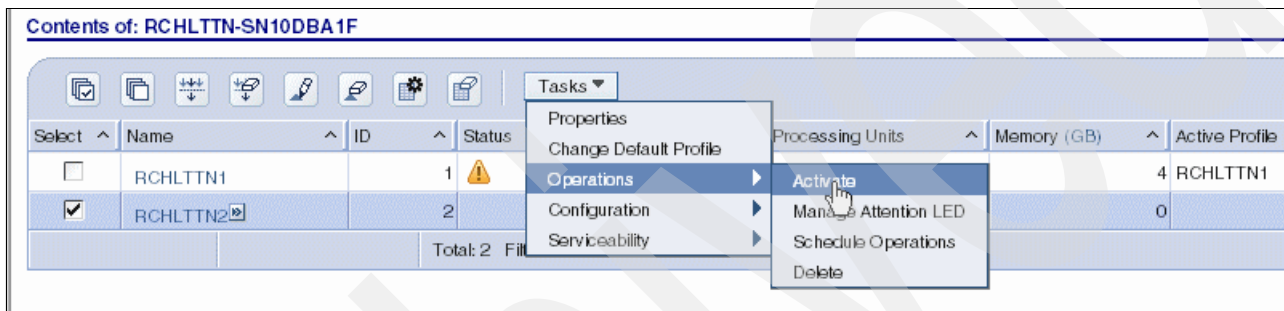 Contents of: RCHLTTN-SN10DBA1F
Tasks
Select Name ID Status Processing Units Memory (GB) Active Profile
RCHLTTN1 1 4 RCHLTTN1
RCHLTTN2 2 0
Total: 2 Filt
Properties
Change Default Profile
Operations
Configuration
Serviceability
Activate
Manage Attention LED
Schedule Operations
Delete